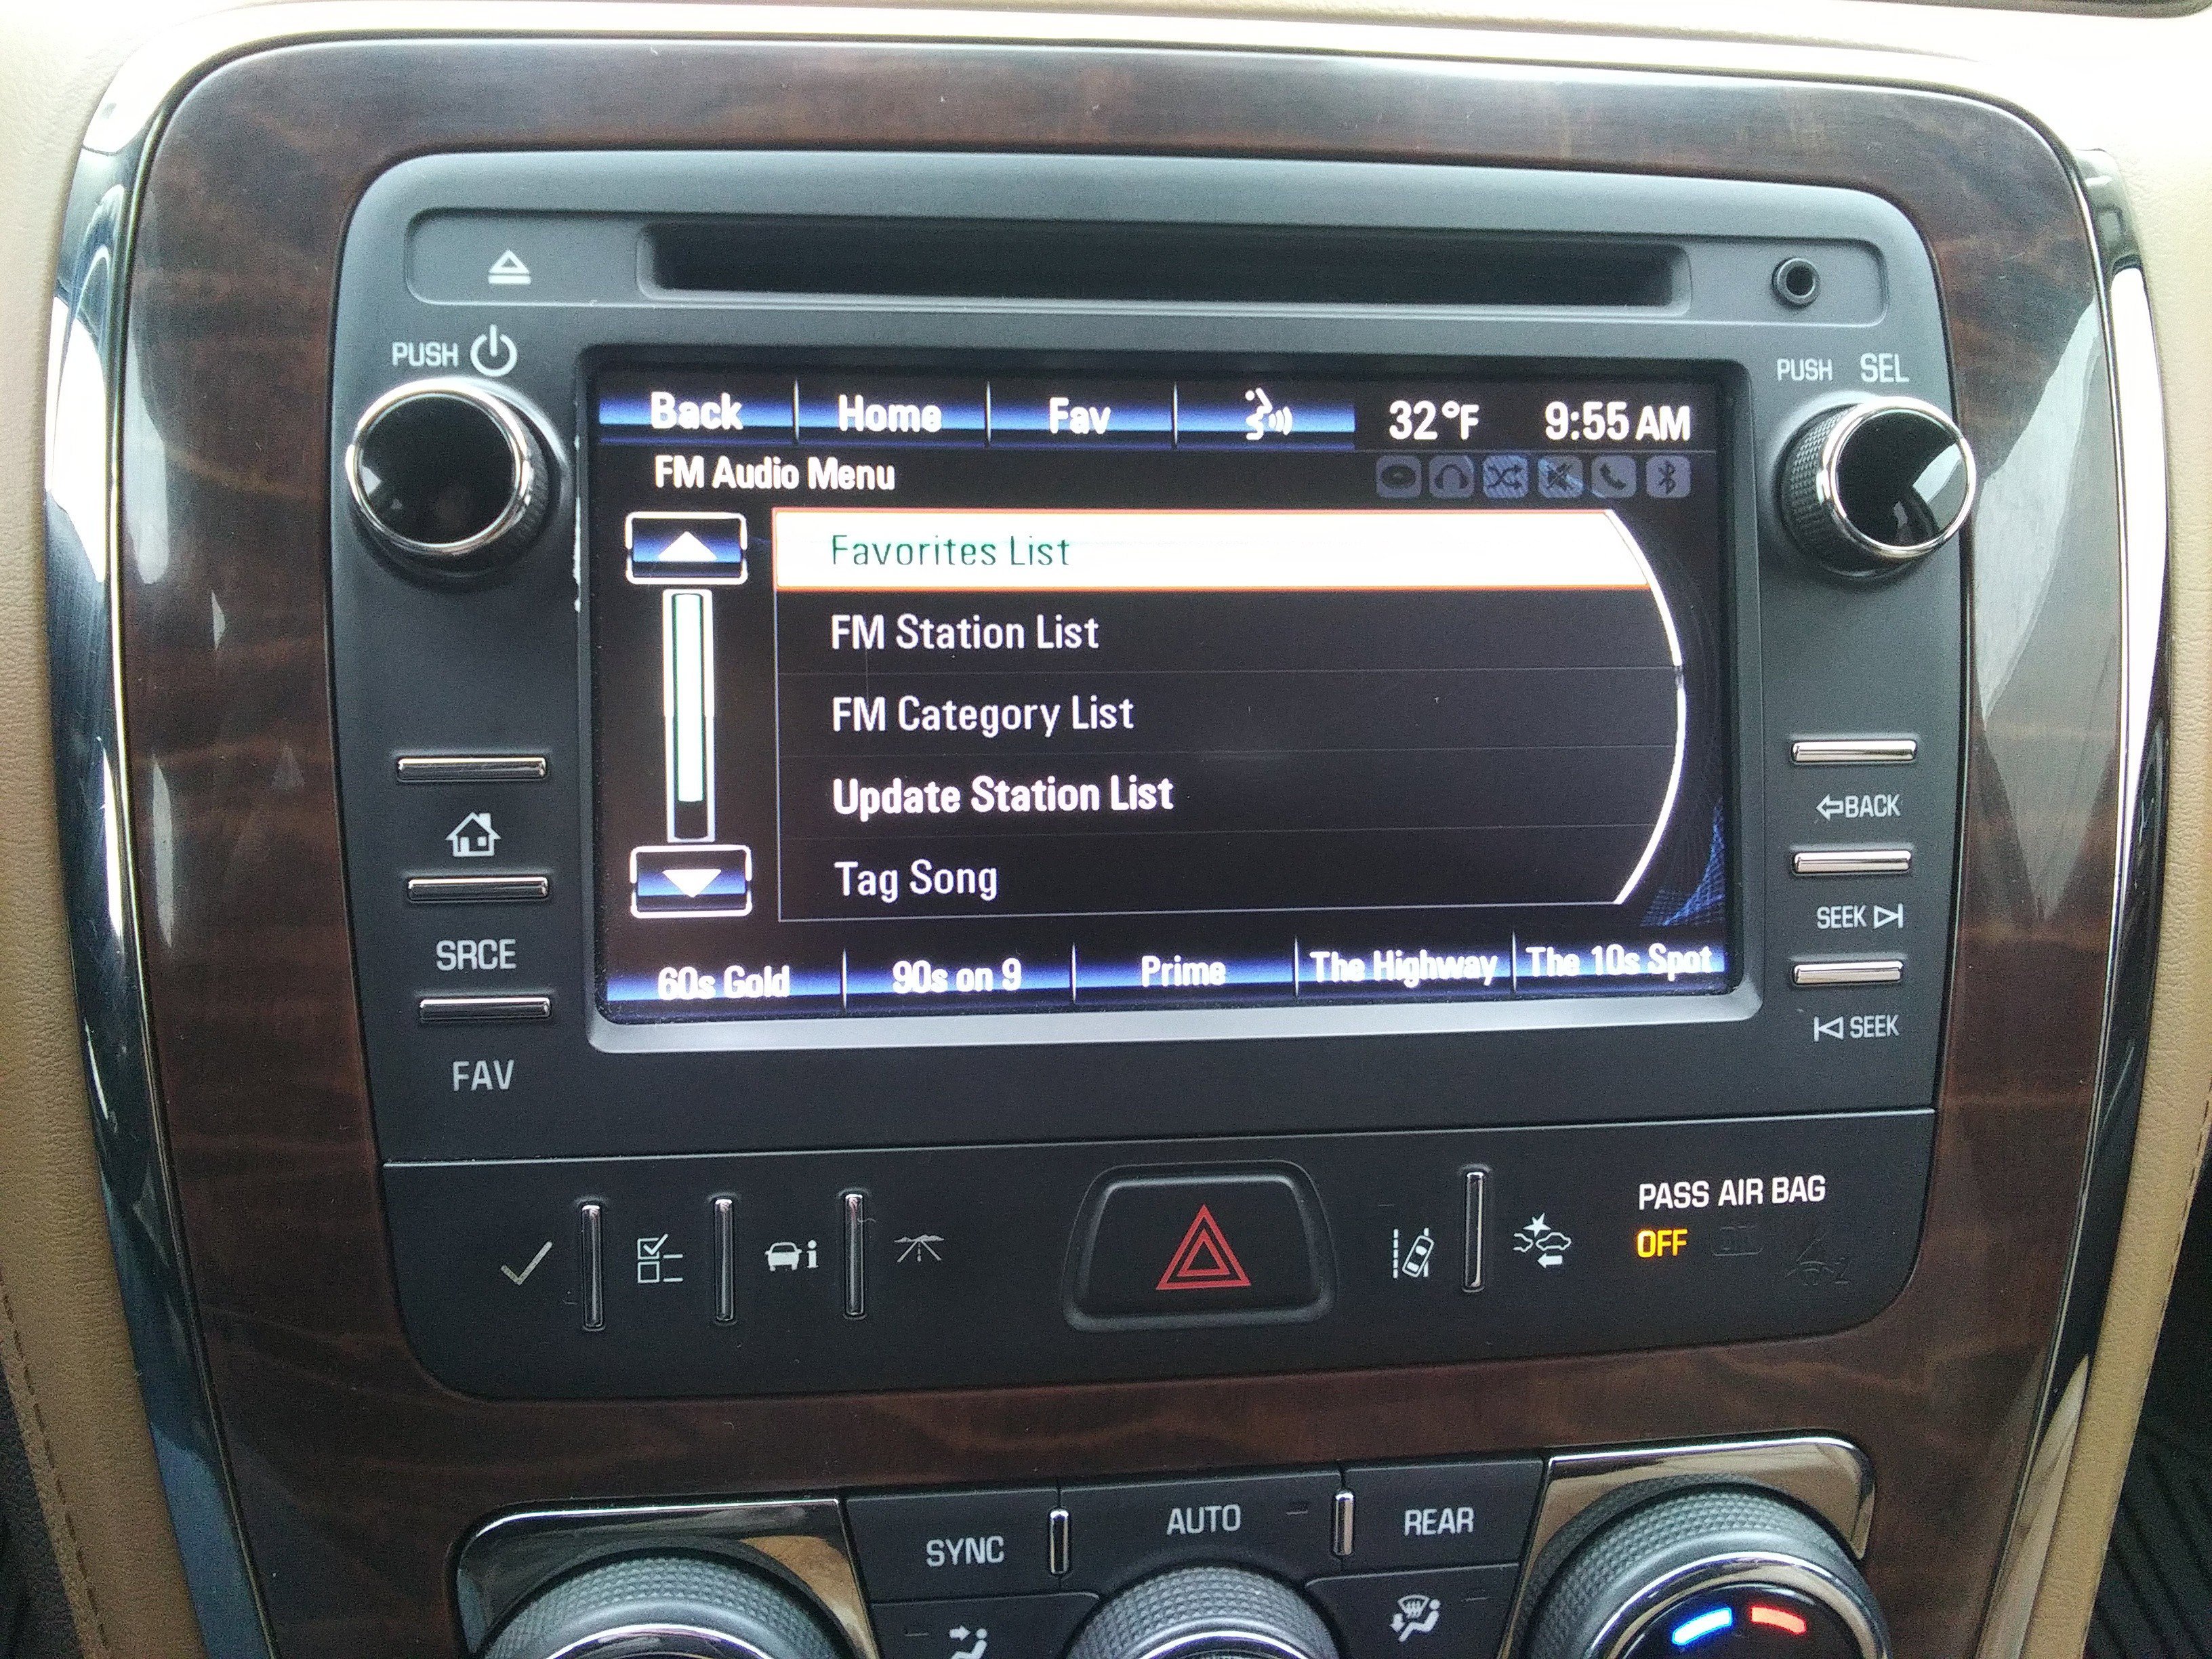 PUSH
PUSH SEL
Back Home Fav 32°F 9:55 AM
FM Audio Menu
Favorites List
FM Station List
FM Category List
Update Station List
Tag Song
60s Gold 90s on 9 Prime The Highway The 10s Spot
SRCE
FAV
BACK
SEEK
SEEK
PASS AIR BAG
OFF
i
SYNC AUTO REAR